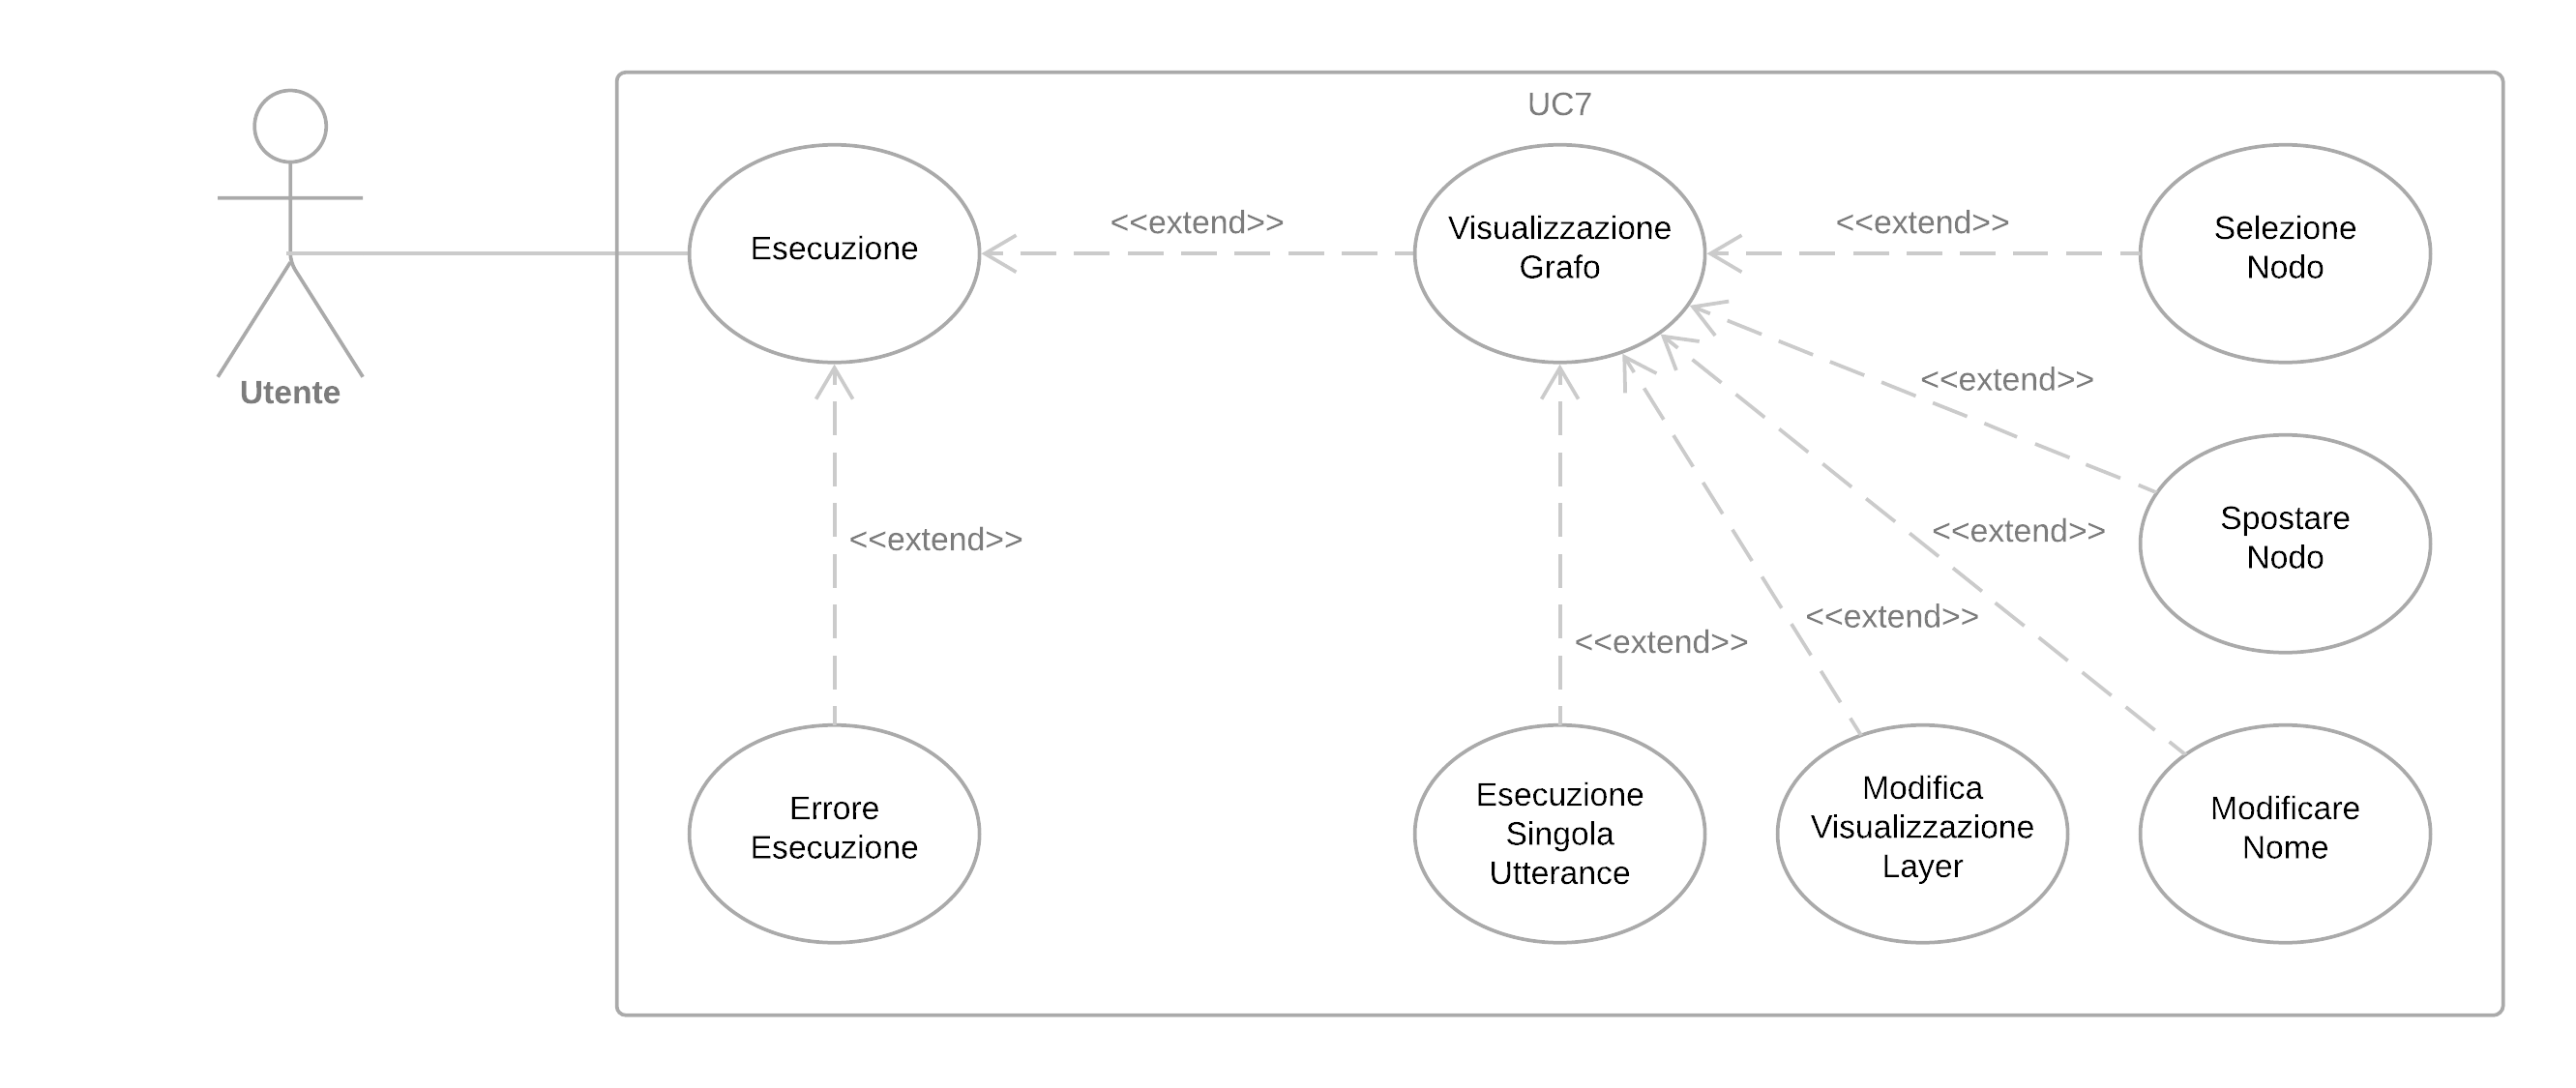 UC7
Esecuzione
<<extend>>
Visualizzazione
Grafo
<<extend>>
Selezione
Nodo
Utente
<<extend>>
Spostare
Nodo
<<extend>>
<<extend>>
<<extend>>
<<extend>>
Errore
Esecuzione
Esecuzione
Singola
Utterance
Modifica
Visualizzazione
Layer
Modificare
Nome